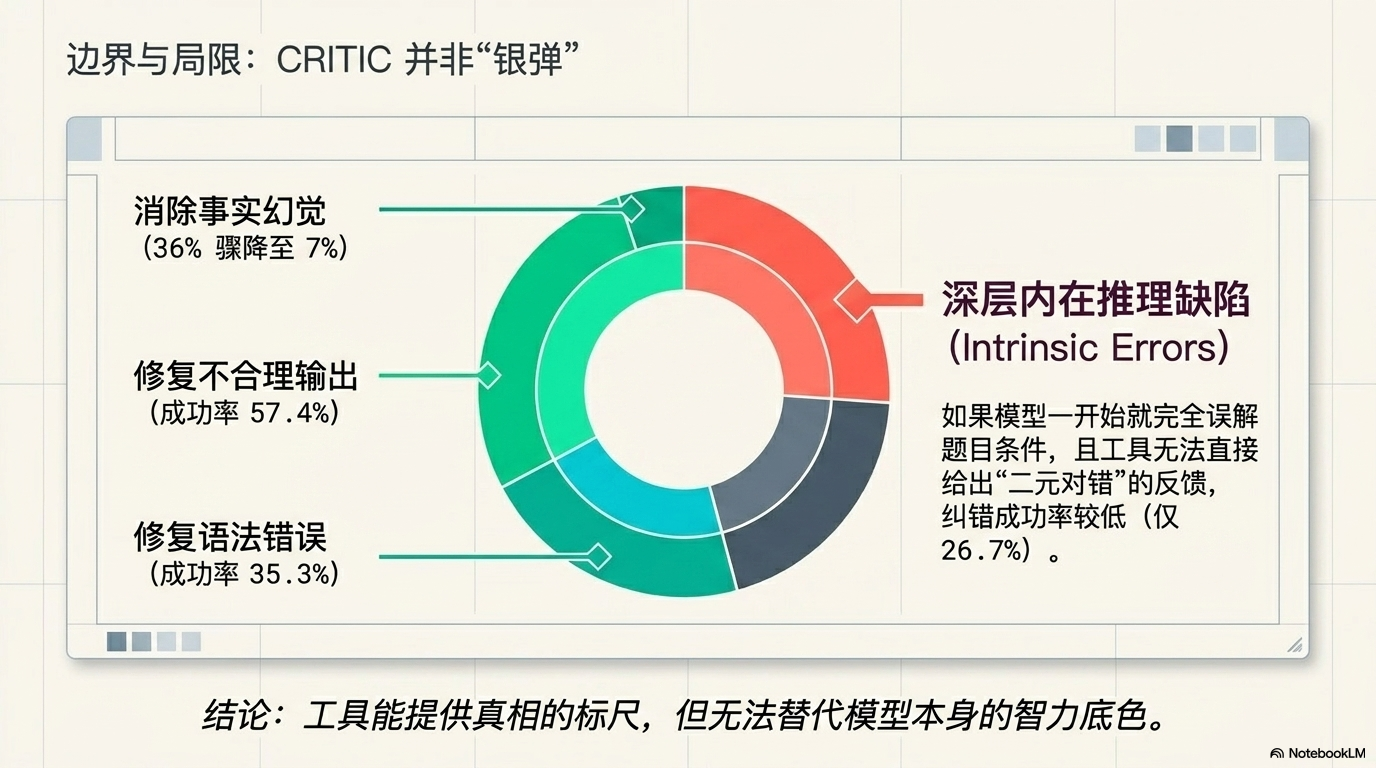 边界与局限：CRITIC 并非“银弹”
消除事实幻觉
（36% 骤降至 7%）
修复不合理输出
（成功率 57.4%）
修复语法错误
（成功率 35.3%）
深层内在推理缺陷
（Intrinsic Errors）
如果模型一开始就完全误解
题目条件，且工具无法直接
给出“二元对错”的反馈，
纠错成功率较低（仅
26.7%）。
结论：工具能提供真相的标尺，但无法替代模型本身的智力底色。
NotebookLM